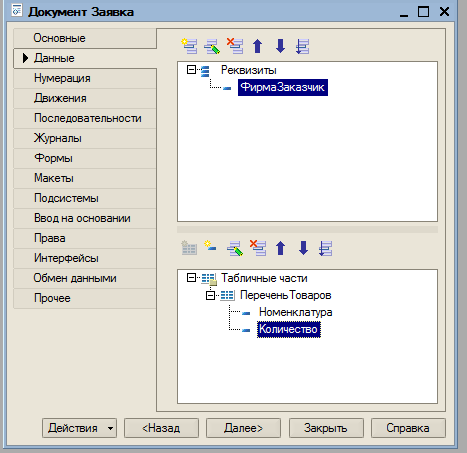 Документ Заявка
Основные
Данные
Нумерация
Движения
Последовательности
Журналы
Формы
Макеты
Подсистемы
Ввод на основании
Права
Интерфейсы
Обмен данными
Прочее
Реквизиты
ФирмаЗаказчик
Табличные части
ПереченьТоваров
Номенклатура
Количество
Действия
<Назад
Далее>
Закрыть
Справка